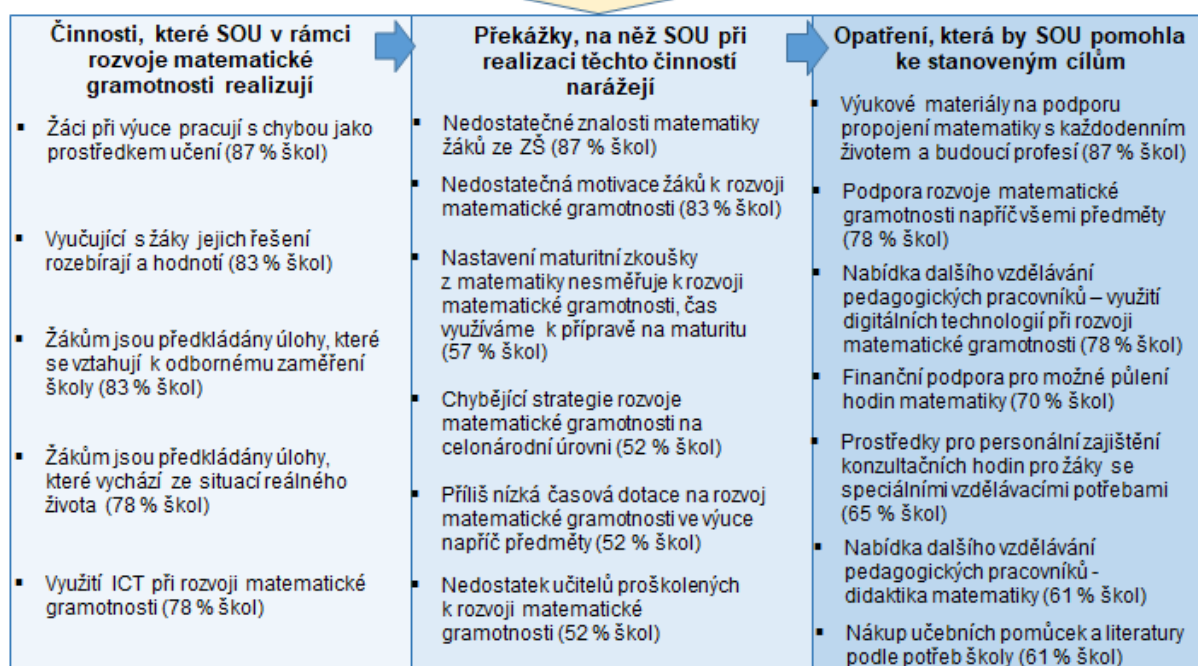 Činnosti, které SOU v rámci
rozvoje matematické
gramotnosti realizují
▪ Žáci při výuce pracují s chybou jako
prostředkem učení (87 % škol)
▪ Vyučující s žáky jejich řešení
rozebírají a hodnotí (83 % škol)
▪ Žákům jsou předkládány úlohy, které
se vztahují k odbornému zaměření
školy (83 % škol)
▪ Žákům jsou předkládány úlohy,
které vychází ze situací reálného
života (78 % škol)
▪ Využití ICT při rozvoji matematické
gramotnosti (78 % škol)
Překážky, na něž SOU při
realizaci těchto činností
narážejí
▪ Nedostatečné znalosti matematiky
žáků ze ZŠ (87 % škol)
▪ Nedostatečná motivace žáků k rozvoji
matematické gramotnosti (83 % škol)
▪ Nastavení maturitní zkoušky
z matematiky nesměřuje k rozvoji
matematické gramotnosti, čas
využíváme k přípravě na maturitu
(57 % škol)
▪ Chybějící strategie rozvoje
matematické gramotnosti na
celonárodní úrovni (52 % škol)
▪ Příliš nízká časová dotace na rozvoj
matematické gramotnosti ve výuce
napříč předměty (52 % škol)
▪ Nedostatek učitelů proškolených
k rozvoji matematické
gramotnosti (52 % škol)
Opatření, která by SOU pomohla
ke stanoveným cílům
▪ Výukové materiály na podporu
propojení matematiky s každodenním
životem a budoucí profesí (87 % škol)
▪ Podpora rozvoje matematické
gramotnosti napříč všemi předměty
(78 % škol)
▪ Nabídka dalšího vzdělávání
pedagogických pracovníků – využití
digitálních technologií při rozvoji
matematické gramotnosti (78 % škol)
▪ Finanční podpora pro možné půlení
hodin matematiky (70 % škol)
▪ Prostředky pro personální zajištění
konzultačních hodin pro žáky se
speciálními vzdělávacími potřebami
(65 % škol)
▪ Nabídka dalšího vzdělávání
pedagogických pracovníků -
didaktika matematiky (61 % škol)
▪ Nákup učebních pomůcek a literatury
podle potřeb školy (61 % škol)